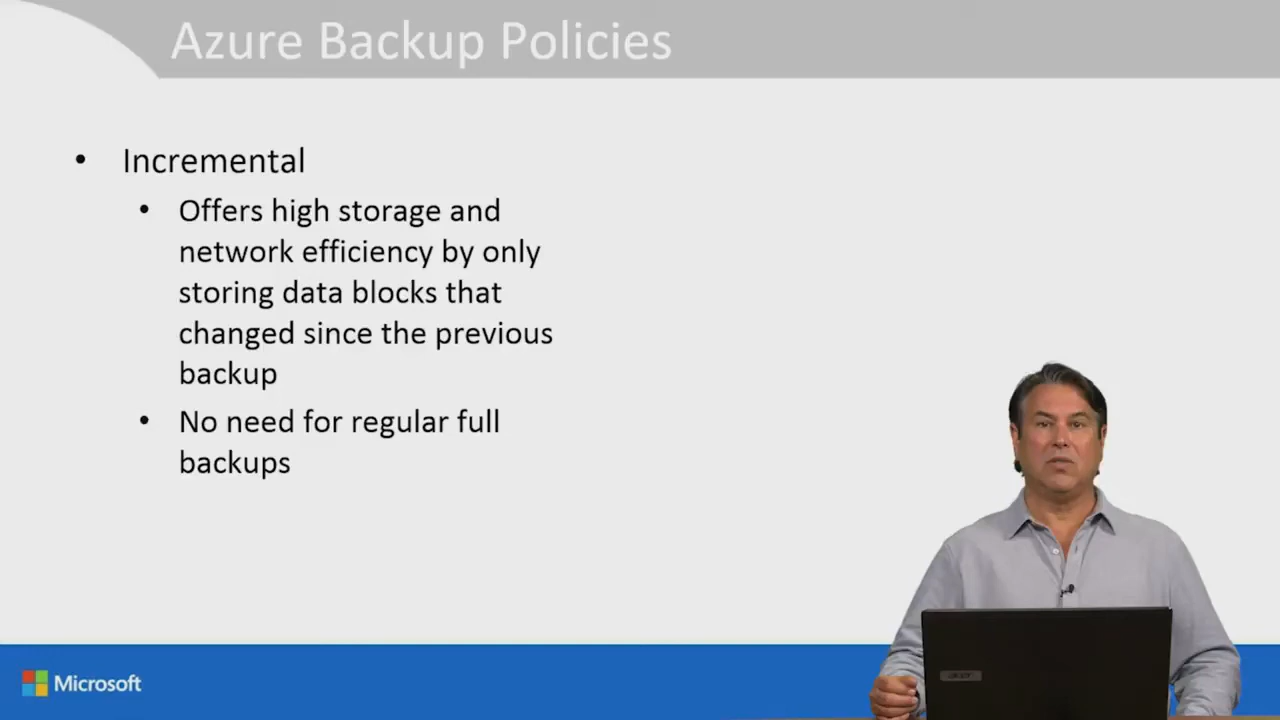 Azure Backup Policies
• Incremental
• Offers high storage and
network efficiency by only
storing data blocks that
changed since the previous
backup
• No need for regular full
backups
Microsoft
acer